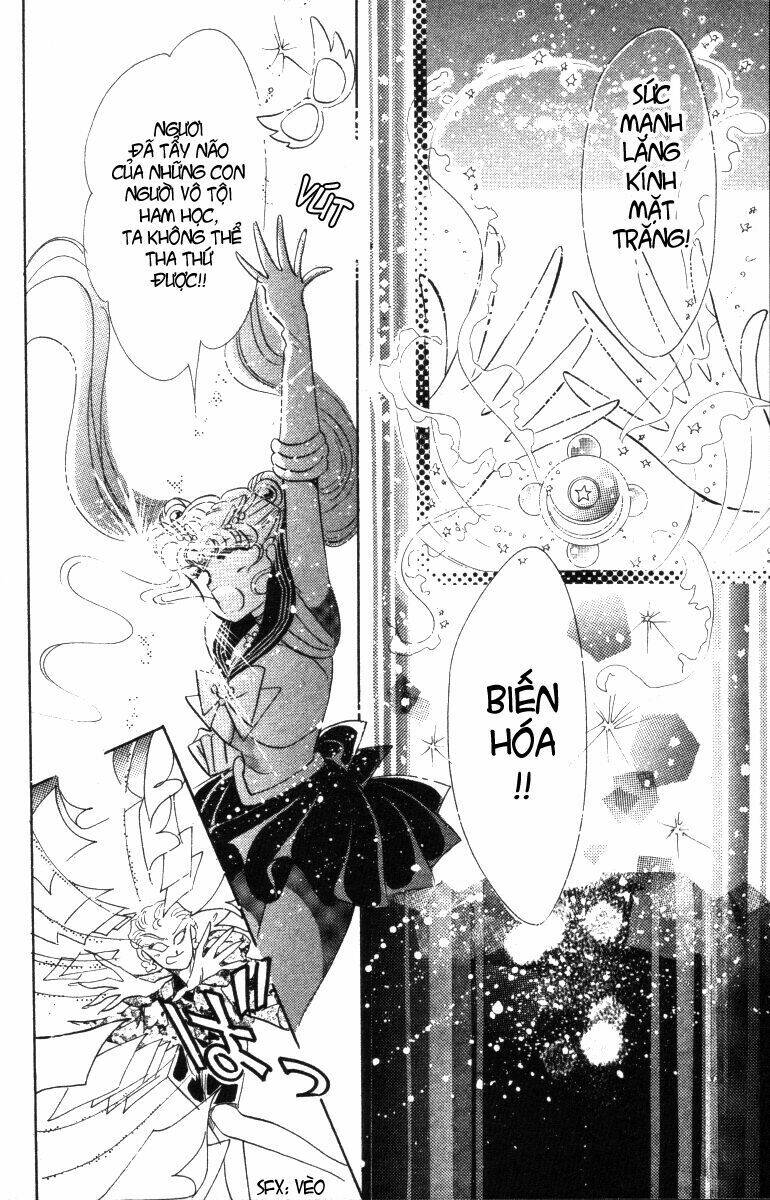 SỨC
MẠNH
LĂNG
KÍNH
MẶT
TRĂNG!
BIẾN
HÓA
!!
NGƯƠI
ĐÃ TẨY NÃO
CỦA NHỮNG CON
NGƯỜI VÔ TỘI
HAM HỌC,
TA KHÔNG THỂ
THA THỨ
ĐƯỢC!!
VÚT
SFX: VÈO